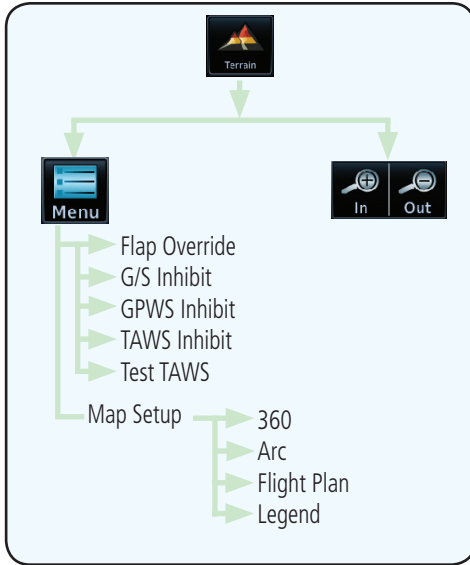 Terrain
Menu
In Out
Flap Override
G/S Inhibit
GPWS Inhibit
TAWS Inhibit
Test TAWS
Map Setup
360
Arc
Flight Plan
Legend